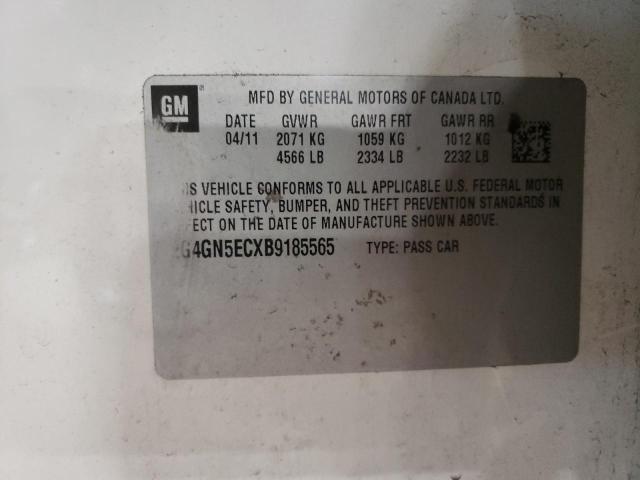 GM
MFD BY GENERAL MOTORS OF CANADA LTD.
DATE GVWR GAWR FRT GAWR RR
04/11 2071 KG 1059 KG 1012 KG
4566 LB 2334 LB 2232 LB
IS VEHICLE CONFORMS TO ALL APPLICABLE U.S. FEDERAL MOTOR
HICLE SAFETY, BUMPER, AND THEFT PREVENTION STANDARDS IN
FECT ON THE DATE OF MANUFACTURE SHOWN ABOVE.
G4GN5ECXB9185565 TYPE: PASS CAR